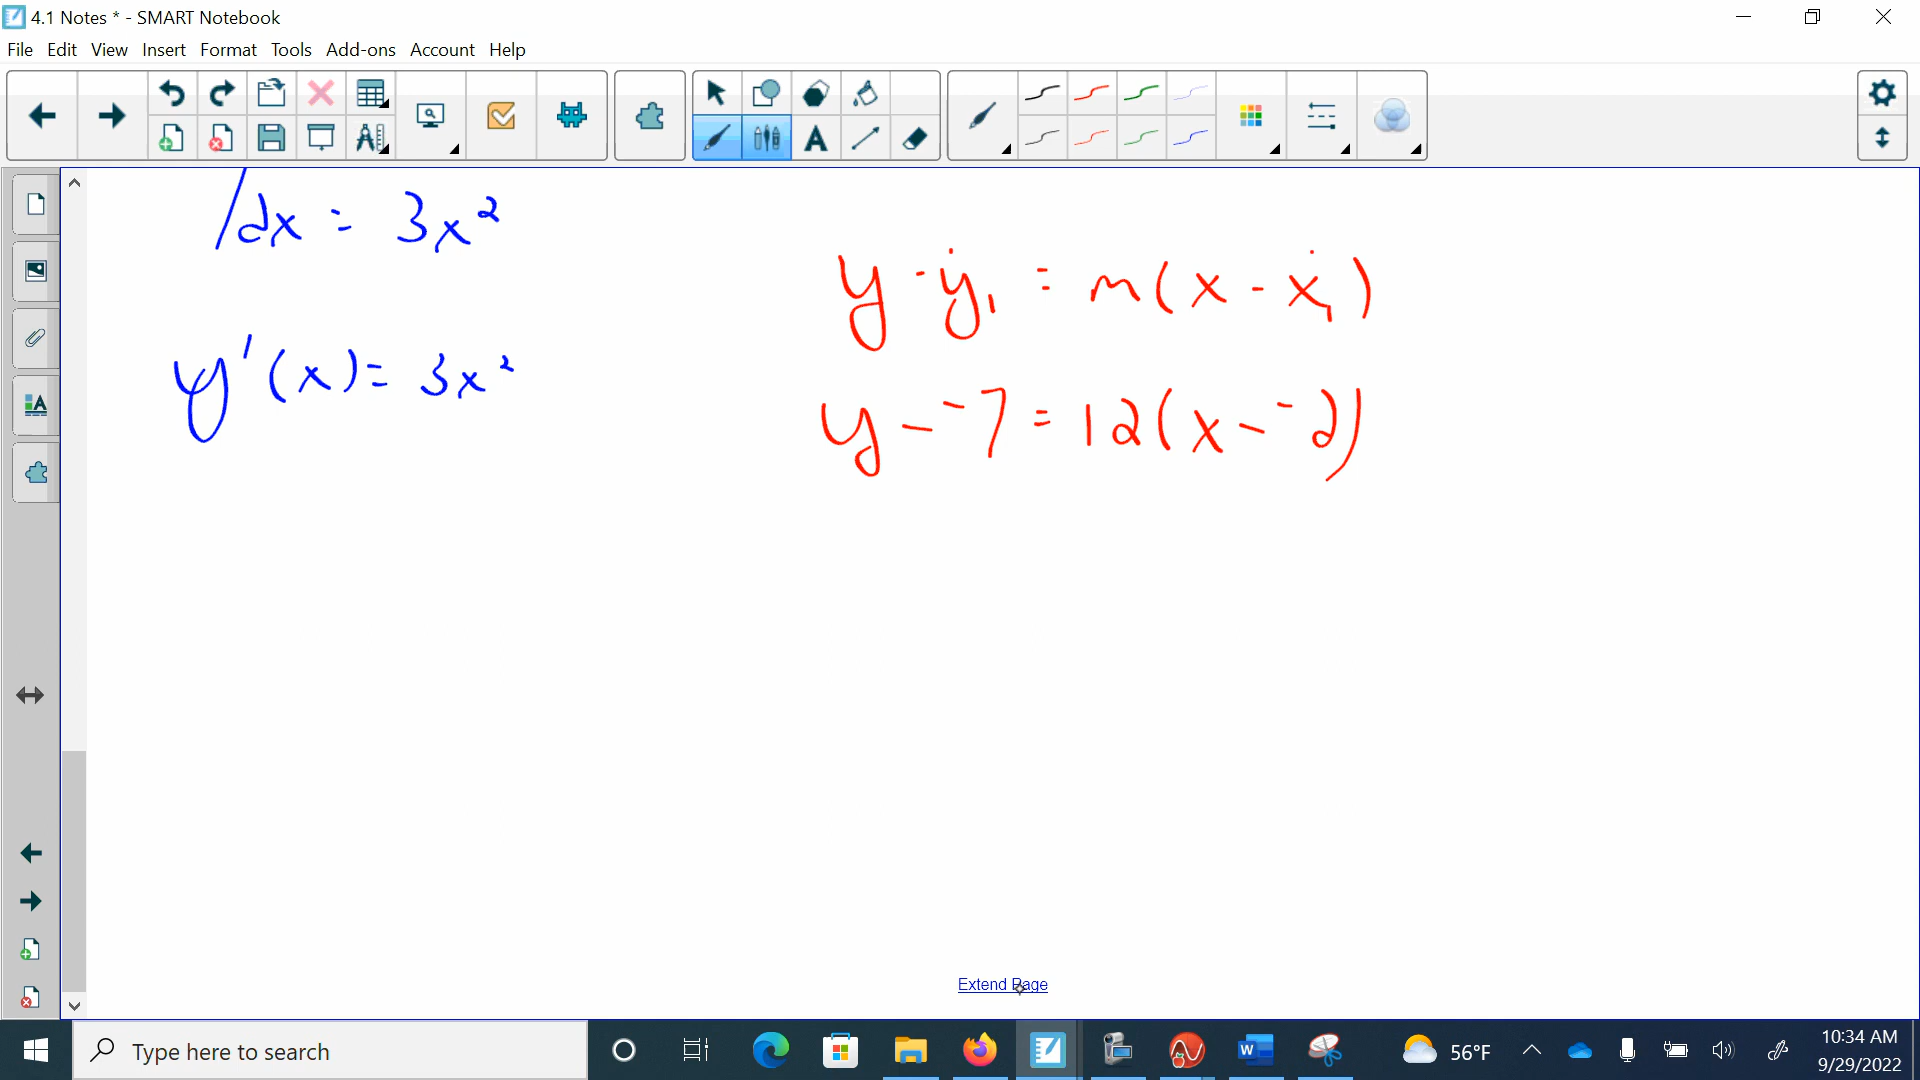 4.1 Notes * - SMART Notebook
File Edit View Insert Format Tools Add-ons Account Help
/dx = 3x²
y - y₁ = m(x - x₁)
y'(x) = 3x²
y - ⁻7 = 12(x - ⁻2)
Extend Page
Type here to search
56°F
10:34 AM
9/29/2022